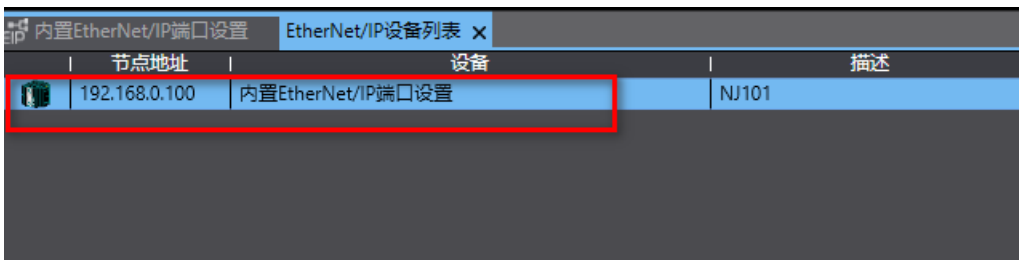 EIP 内置EtherNet/IP端口设置 EtherNet/IP设备列表 x
节点地址 设备 描述
192.168.0.100 内置EtherNet/IP端口设置 NJ101